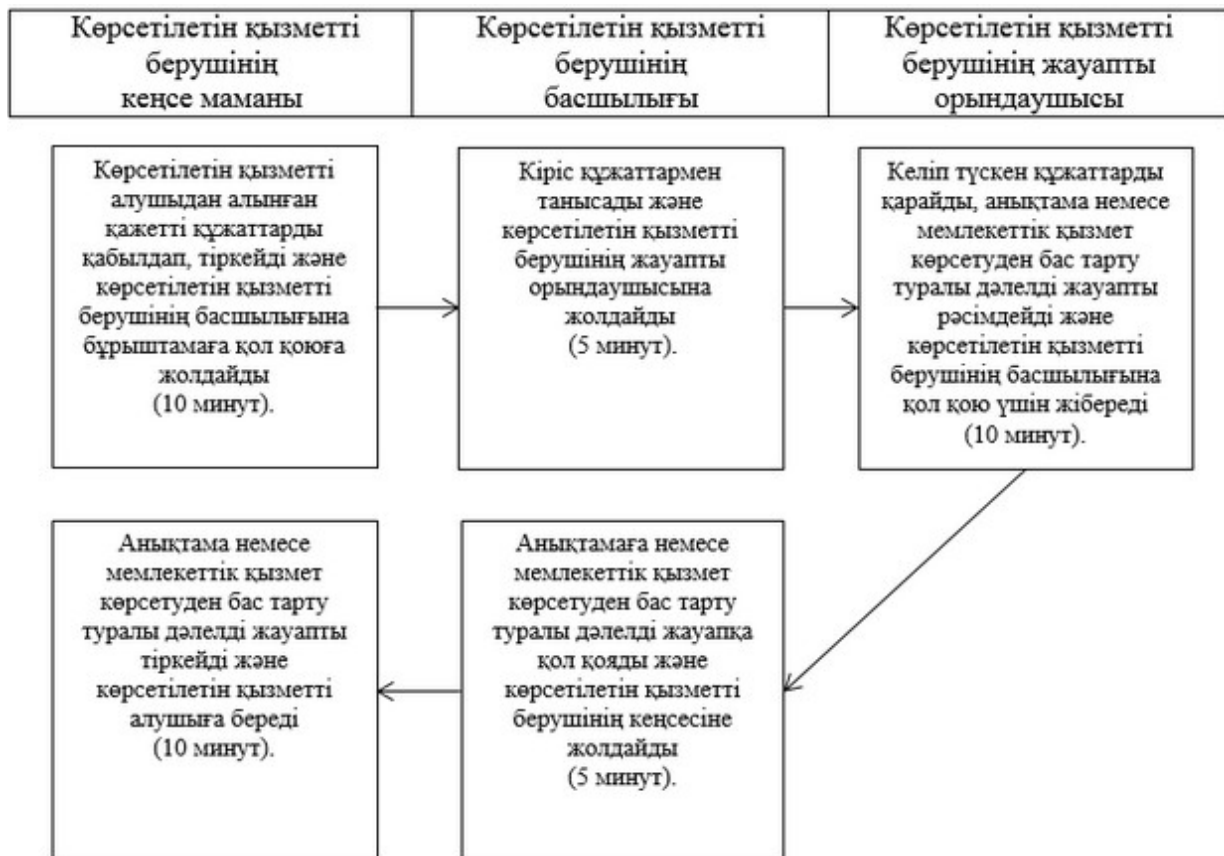 Көрсетілетін қызметті
берушінің
кеңсе маманы
Көрсетілетін қызметті
берушінің
басшылығы
Көрсетілетін қызметті
берушінің жауапты
орындаушысы
Көрсетілетін қызметті
алушыдан алынған
қажетті құжаттарды
қабылдап, тіркейді және
көрсетілетін қызметті
берушінің басшылығына
бұрыштамаға қол қоюға
жолдайды
(10 минут).
Кіріс құжаттармен
танысады және
көрсетілетін қызметті
берушінің жауапты
орындаушысына
жолдайды
(5 минут).
Келіп түскен құжаттарды
қарайды, анықтама немесе
мемлекеттік қызмет
көрсетуден бас тарту
туралы дәлелді жауапты
рәсімдейді және
көрсетілетін қызметті
берушінің басшылығына
қол қою үшін жібереді
(10 минут).
Анықтама немесе
мемлекеттік қызмет
көрсетуден бас тарту
туралы дәлелді жауапты
тіркейді және
көрсетілетін қызметті
алушыға береді
(10 минут).
Анықтамаға немесе
мемлекеттік қызмет
көрсетуден бас тарту
туралы дәлелді жауапқа
қол қояды және
көрсетілетін қызметті
берушінің кеңсесіне
жолдайды
(5 минут).